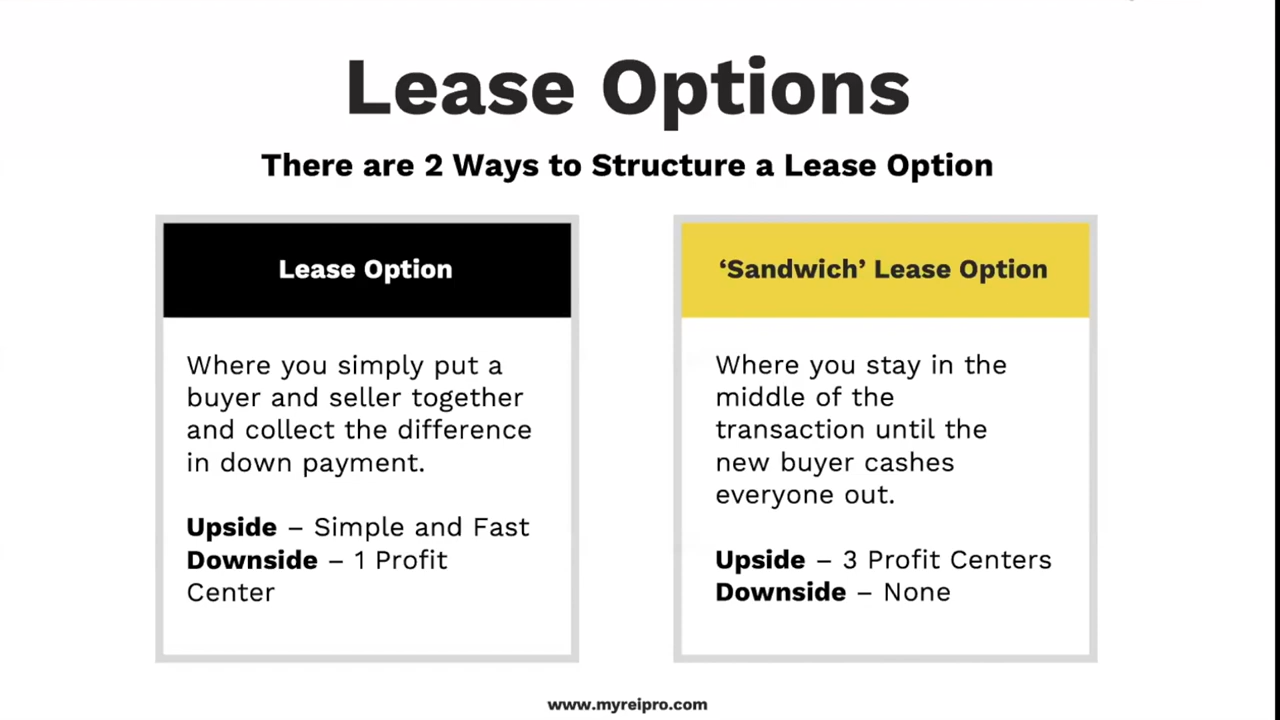 Lease Options
There are 2 Ways to Structure a Lease Option
Lease Option
Where you simply put a
buyer and seller together
and collect the difference
in down payment.
Upside – Simple and Fast
Downside – 1 Profit
Center
‘Sandwich’ Lease Option
Where you stay in the
middle of the
transaction until the
new buyer cashes
everyone out.
Upside – 3 Profit Centers
Downside – None
www.myreipro.com